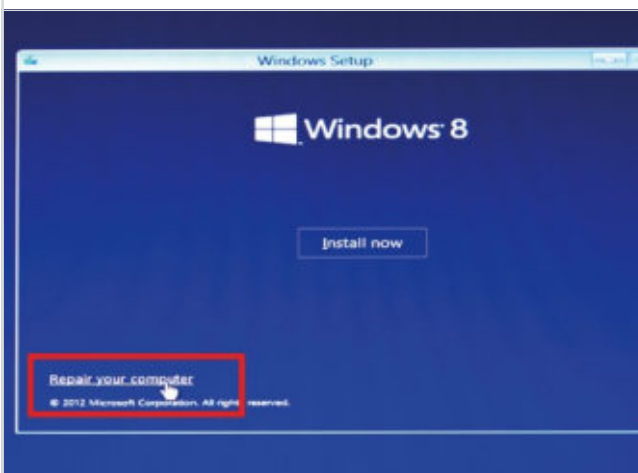 Windows Setup
Windows 8
Install now
Repair your computer
© 2012 Microsoft Corporation. All rights reserved.